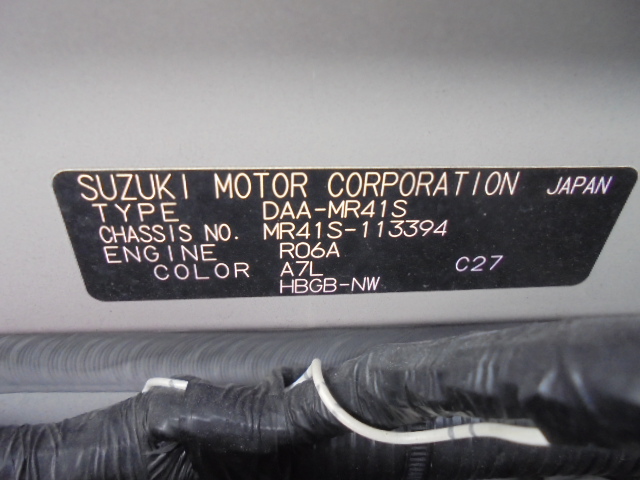 SUZUKI MOTOR CORPORATION JAPAN
TYPE DAA-MR41S
CHASSIS NO. MR41S-113394
ENGINE R06A
COLOR A7L C27
HBGB-NW